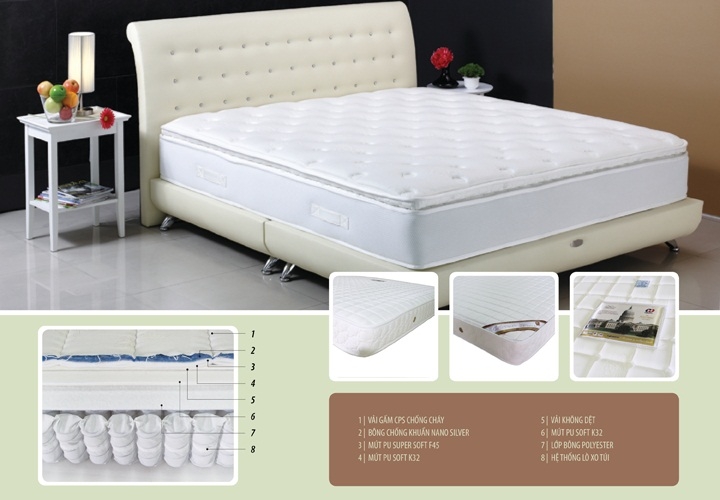 1
2
3
4
5
6
7
8
1 | VẢI GẤM CPS CHỐNG CHÁY
2 | BÔNG CHỐNG KHUẨN NANO SILVER
3 | MÚT PU SUPER SOFT F45
4 | MÚT PU SOFT K32
5 | VẢI KHÔNG DỆT
6 | MÚT PU SOFT K32
7 | LỚP BÔNG POLYESTER
8 | HỆ THỐNG LÒ XO TÚI